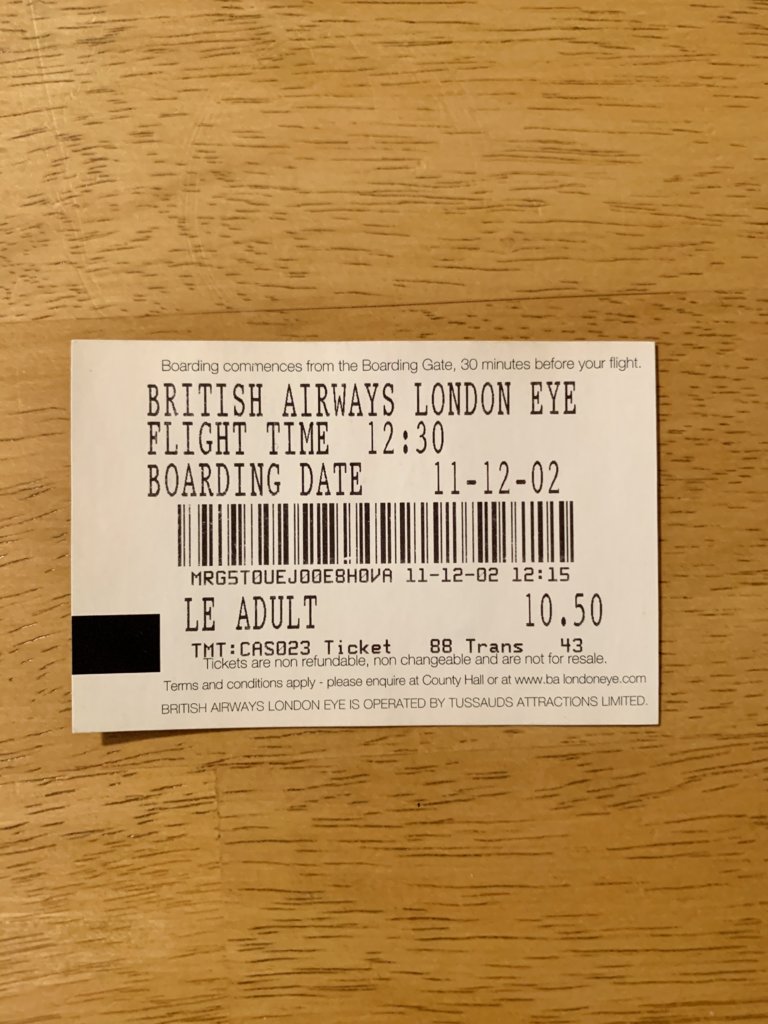 Boarding commences from the Boarding Gate, 30 minutes before your flight.
BRITISH AIRWAYS LONDON EYE
FLIGHT TIME 12:30
BOARDING DATE 11-12-02
MRG5T0UEJ00E8H0VA 11-12-02 12:15
LE ADULT 10.50
TMT:CAS023 Ticket 88 Trans 43
Tickets are non refundable, non changeable and are not for resale.
Terms and conditions apply - please enquire at County Hall or at www.ba londoneye.com
BRITISH AIRWAYS LONDON EYE IS OPERATED BY TUSSAUDS ATTRACTIONS LIMITED.